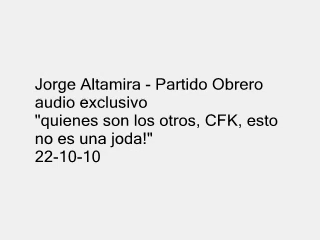 Jorge Altamira - Partido Obrero
audio exclusivo
"quienes son los otros, CFK, esto
no es una joda!"
22-10-10